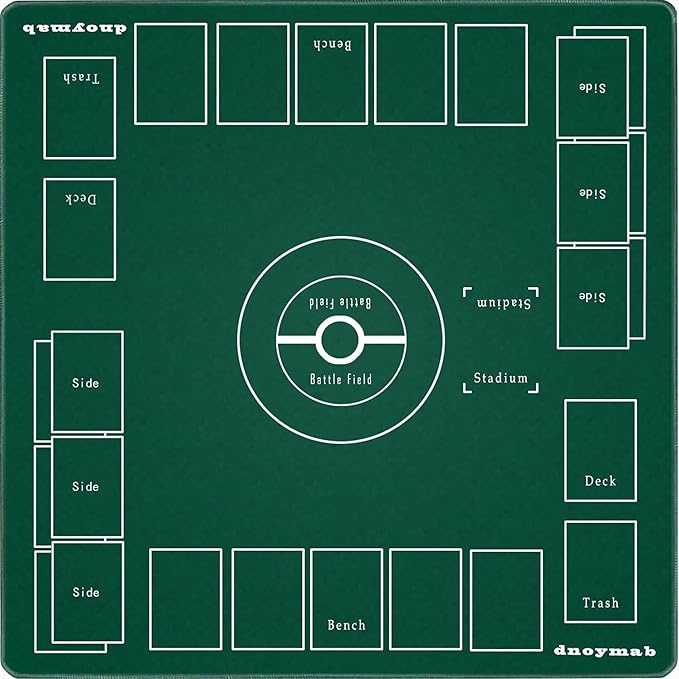 dnoymab
Trash
Bench
Side
Deck
Side
Side
Battle Field
Stadium
Side
Battle Field
Stadium
Side
Deck
Side
Trash
Bench
dnoymab